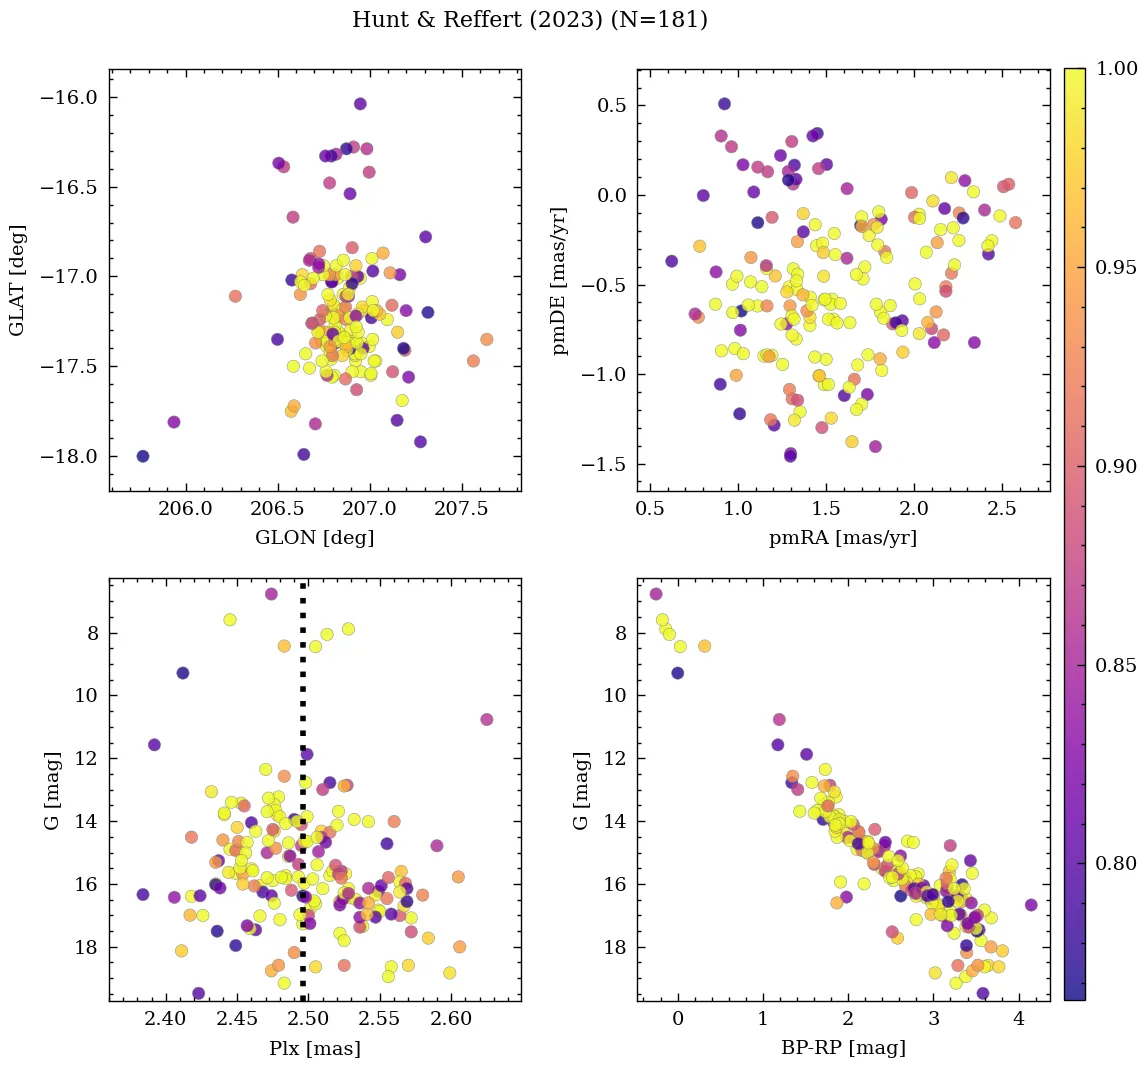 Hunt & Reffert (2023) (N=181)
−16.0
−16.5
−17.0
−17.5
−18.0
GLAT [deg]
206.0 206.5 207.0 207.5
GLON [deg]
0.5
0.0
−0.5
−1.0
−1.5
pmDE [mas/yr]
0.5 1.0 1.5 2.0 2.5
pmRA [mas/yr]
1.00
0.95
0.90
0.85
0.80
8
10
12
14
16
18
G [mag]
2.40 2.45 2.50 2.55 2.60
Plx [mas]
8
10
12
14
16
18
G [mag]
0 1 2 3 4
BP-RP [mag]